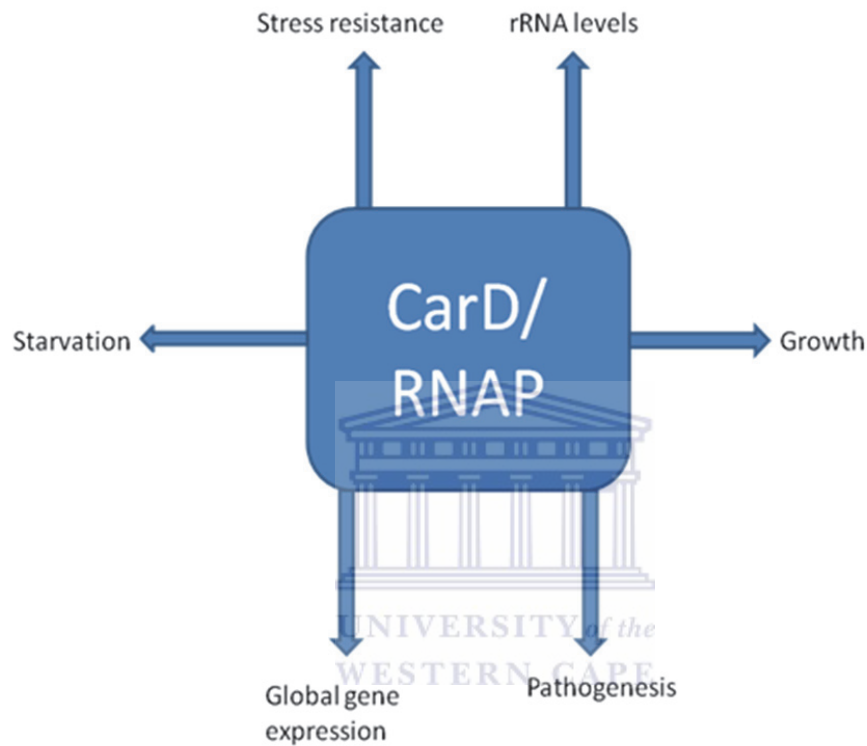 Stress resistance
rRNA levels
CarD/
RNAP
Starvation
Growth
UNIVERSITY of the
WESTERN CAPE
Global gene
expression
Pathogenesis